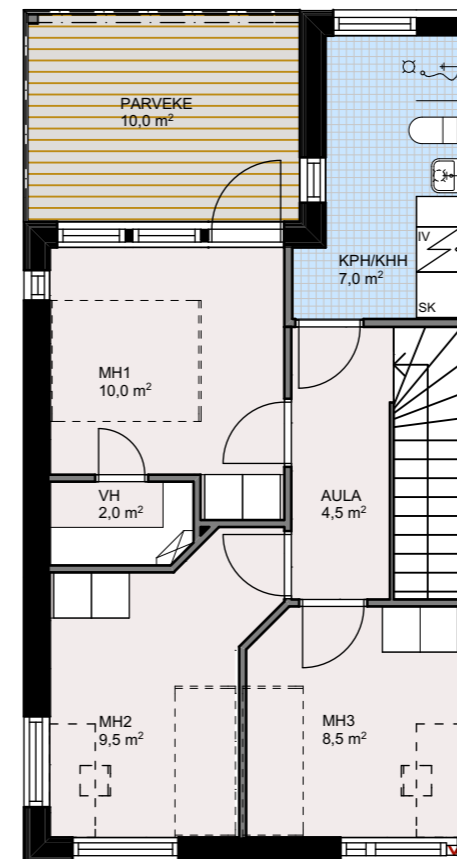 PARVEKE
10,0 m²
IV
KPH/KHH
7,0 m²
SK
MH1
10,0 m²
VH
2,0 m²
AULA
4,5 m²
MH2
9,5 m²
MH3
8,5 m²